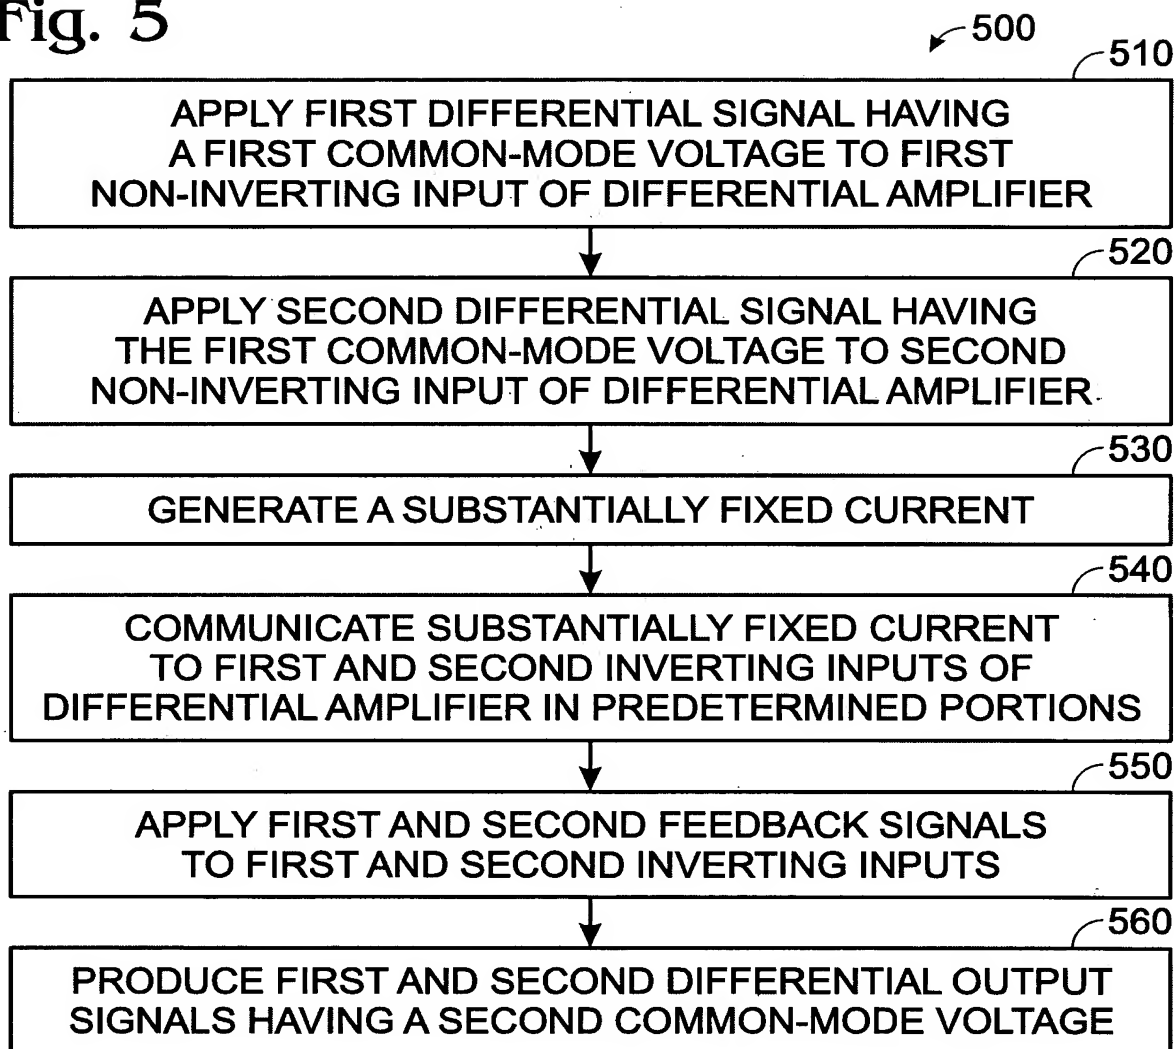 Fig. 5
500
510
APPLY FIRST DIFFERENTIAL SIGNAL HAVING
A FIRST COMMON-MODE VOLTAGE TO FIRST
NON-INVERTING INPUT OF DIFFERENTIAL AMPLIFIER
520
APPLY SECOND DIFFERENTIAL SIGNAL HAVING
THE FIRST COMMON-MODE VOLTAGE TO SECOND
NON-INVERTING INPUT OF DIFFERENTIAL AMPLIFIER
530
GENERATE A SUBSTANTIALLY FIXED CURRENT
540
COMMUNICATE SUBSTANTIALLY FIXED CURRENT
TO FIRST AND SECOND INVERTING INPUTS OF
DIFFERENTIAL AMPLIFIER IN PREDETERMINED PORTIONS
550
APPLY FIRST AND SECOND FEEDBACK SIGNALS
TO FIRST AND SECOND INVERTING INPUTS
560
PRODUCE FIRST AND SECOND DIFFERENTIAL OUTPUT
SIGNALS HAVING A SECOND COMMON-MODE VOLTAGE